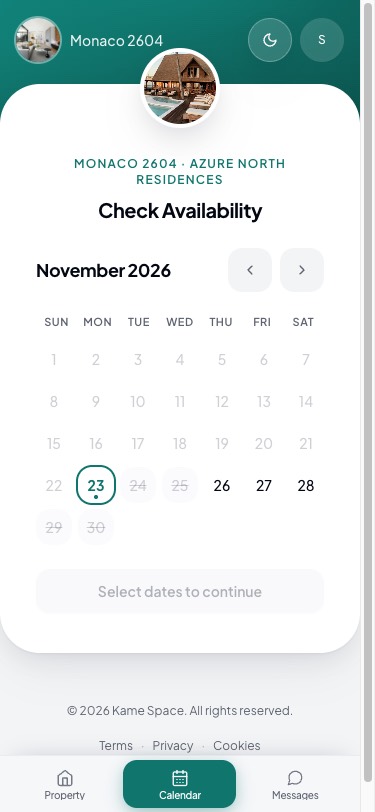 Monaco 2604
S
MONACO 2604 · AZURE NORTH
RESIDENCES
Check Availability
November 2026
SUN MON TUE WED THU FRI SAT
1 2 3 4 5 6 7
8 9 10 11 12 13 14
15 16 17 18 19 20 21
22 23 24 25 26 27 28
29 30
Select dates to continue
© 2026 Kame Space. All rights reserved.
Terms · Privacy · Cookies
Property Calendar Messages